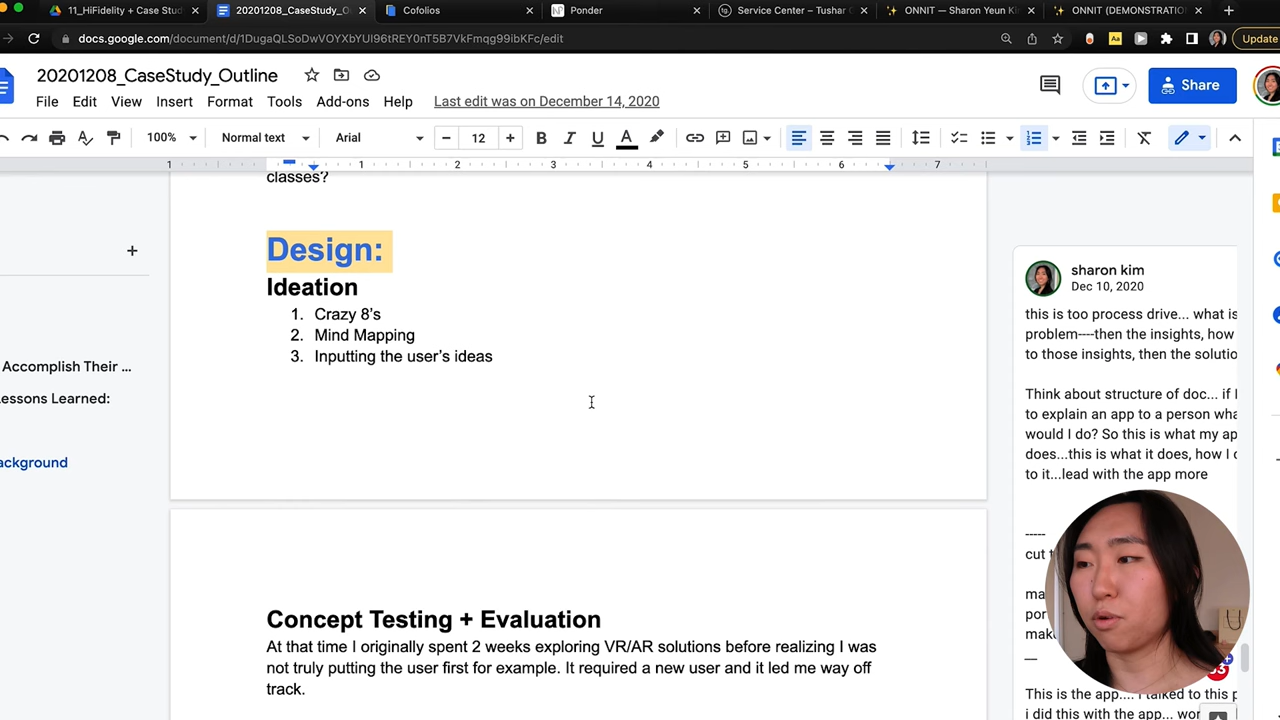 11_HiFidelity + Case Stud
20201208_CaseStudy_Ou
Cofolios
Ponder
Service Center – Tushar G
ONNIT — Sharon Yeun Ki
ONNIT (DEMONSTRATION
docs.google.com/document/d/1DugaQLSoDwVOYXbYUI96tREY0nT5B7VkFmqg99ibKFc/edit
Update
20201208_CaseStudy_Outline
File Edit View Insert Format Tools Add-ons Help Last edit was on December 14, 2020
Share
100% Normal text Arial 12
1 1 2 3 4 5 6 7
classes?
Design:
Ideation
1. Crazy 8’s
2. Mind Mapping
3. Inputting the user’s ideas
Accomplish Their ...
essons Learned:
ackground
Concept Testing + Evaluation
At that time I originally spent 2 weeks exploring VR/AR solutions before realizing I was
not truly putting the user first for example. It required a new user and it led me way off
track.
sharon kim
Dec 10, 2020
this is too process drive... what is
problem----then the insights, how
to those insights, then the solutio
Think about structure of doc... if I
to explain an app to a person wha
would I do? So this is what my ap
does...this is what it does, how I c
to it...lead with the app more
-----
cut t
ma
por
make
—
This is the app.... I talked to this p
i did this with the app... wor